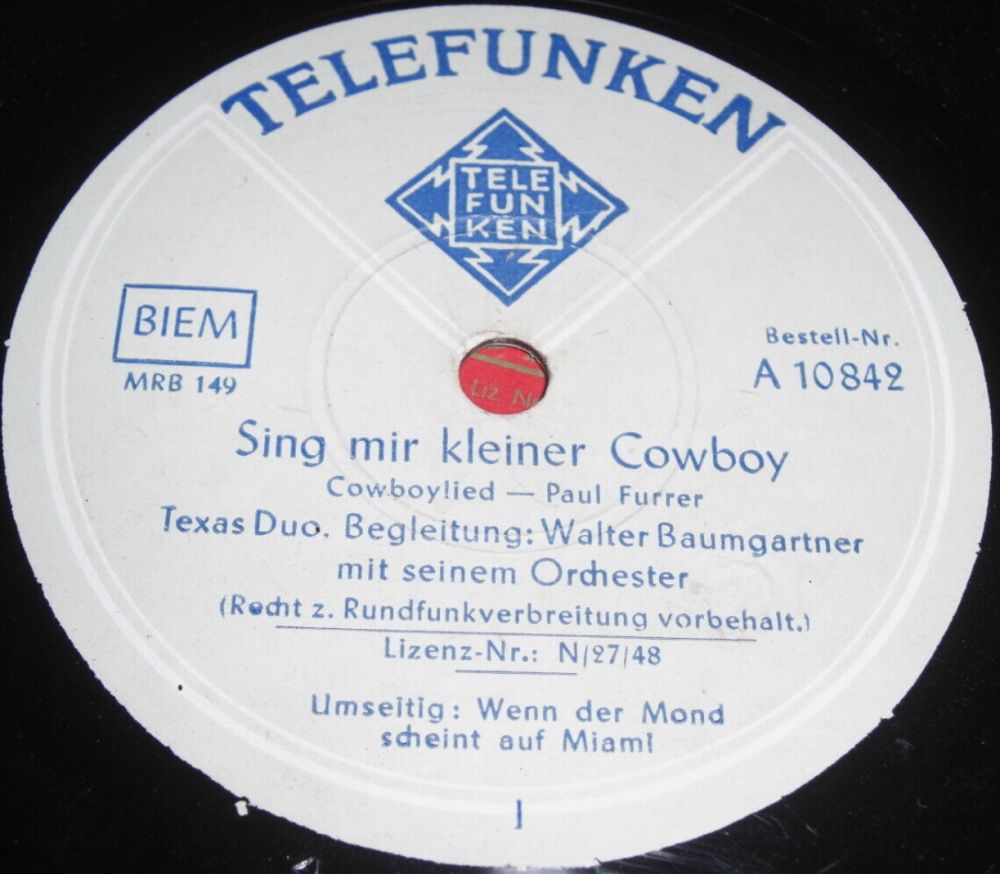 TELEFUNKEN
TELE
FUN
KEN
BIEM
MRB 149
Bestell-Nr.
A 10842
Liz Nr
Sing mir kleiner Cowboy
Cowboylied — Paul Furrer
Texas Duo. Begleitung: Walter Baumgartner
mit seinem Orchester
(Recht z. Rundfunkverbreitung vorbehalt.)
Lizenz-Nr.: N/27/48
Umseitig: Wenn der Mond
scheint auf Miami
I